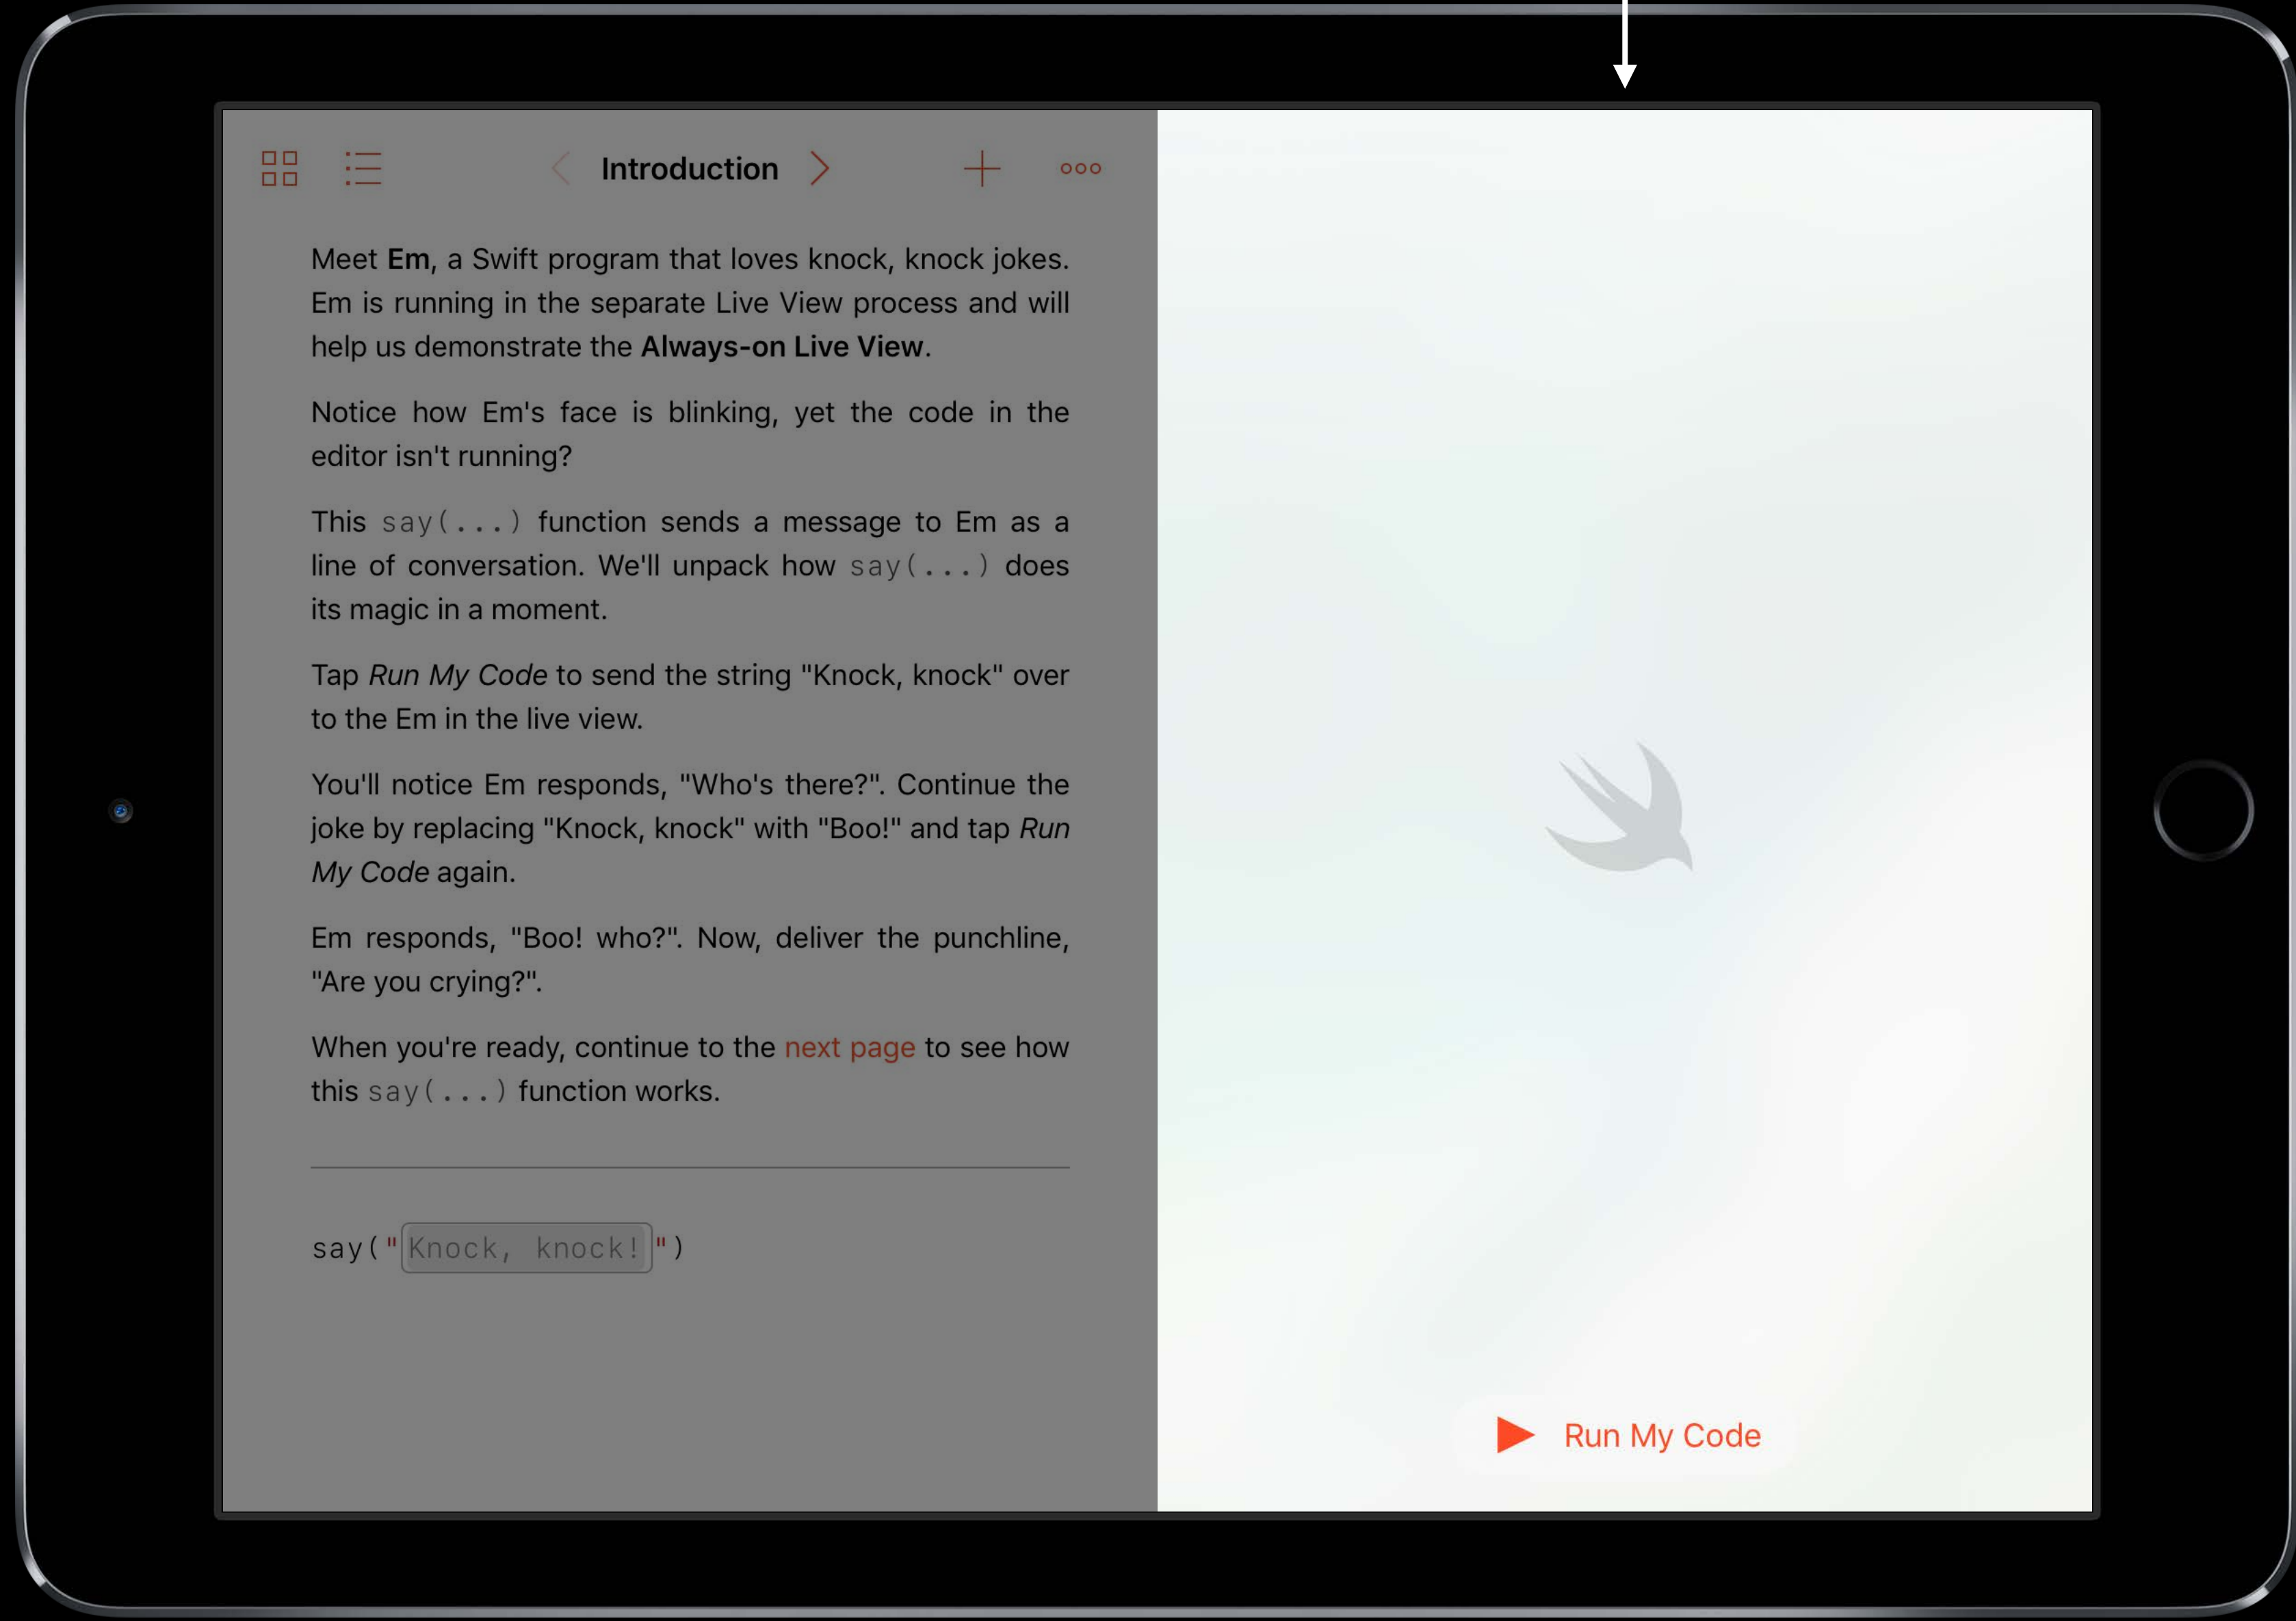 Introduction
Meet Em, a Swift program that loves knock, knock jokes.
Em is running in the separate Live View process and will
help us demonstrate the Always-on Live View.
Notice how Em's face is blinking, yet the code in the
editor isn't running?
This say(...) function sends a message to Em as a
line of conversation. We'll unpack how say(...) does
its magic in a moment.
Tap Run My Code to send the string "Knock, knock" over
to the Em in the live view.
You'll notice Em responds, "Who's there?". Continue the
joke by replacing "Knock, knock" with "Boo!" and tap Run
My Code again.
Em responds, "Boo! who?". Now, deliver the punchline,
"Are you crying?".
When you're ready, continue to the next page to see how
this say(...) function works.
say("Knock, knock!")
Run My Code